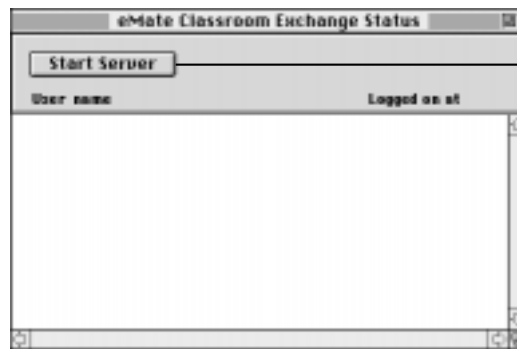 eMate Classroom Exchange Status
Start Server
User name Logged on at